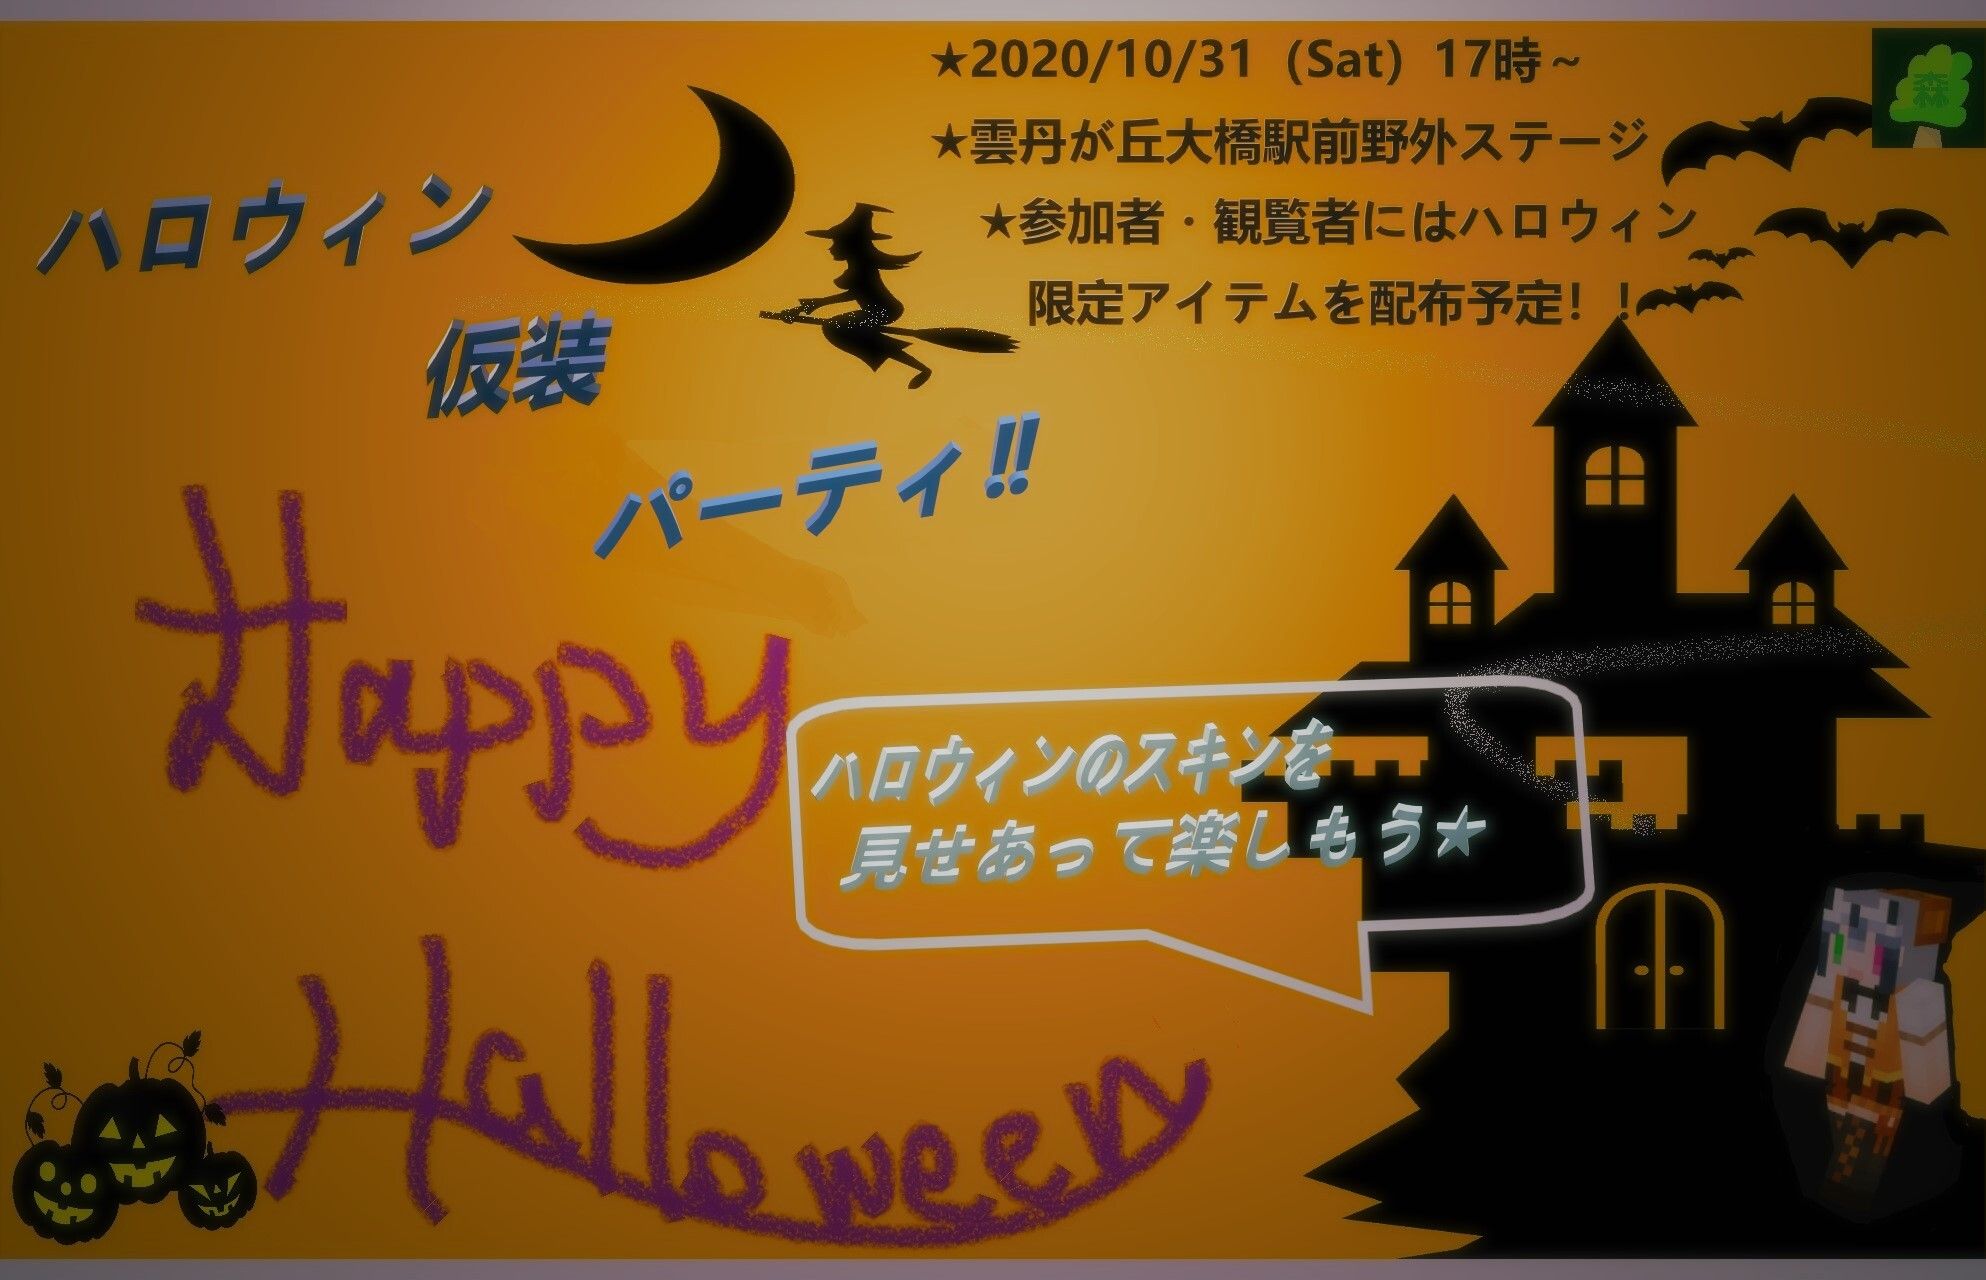 ★2020/10/31 (Sat) 17時~
★雲丹が丘大橋駅前野外ステージ
★参加者・観覧者にはハロウィン
限定アイテムを配布予定!!
森
ハロウィン
仮装
パーティ!!
Happy
Halloween
ハロウィンのスキンを
見せあって楽しもう★